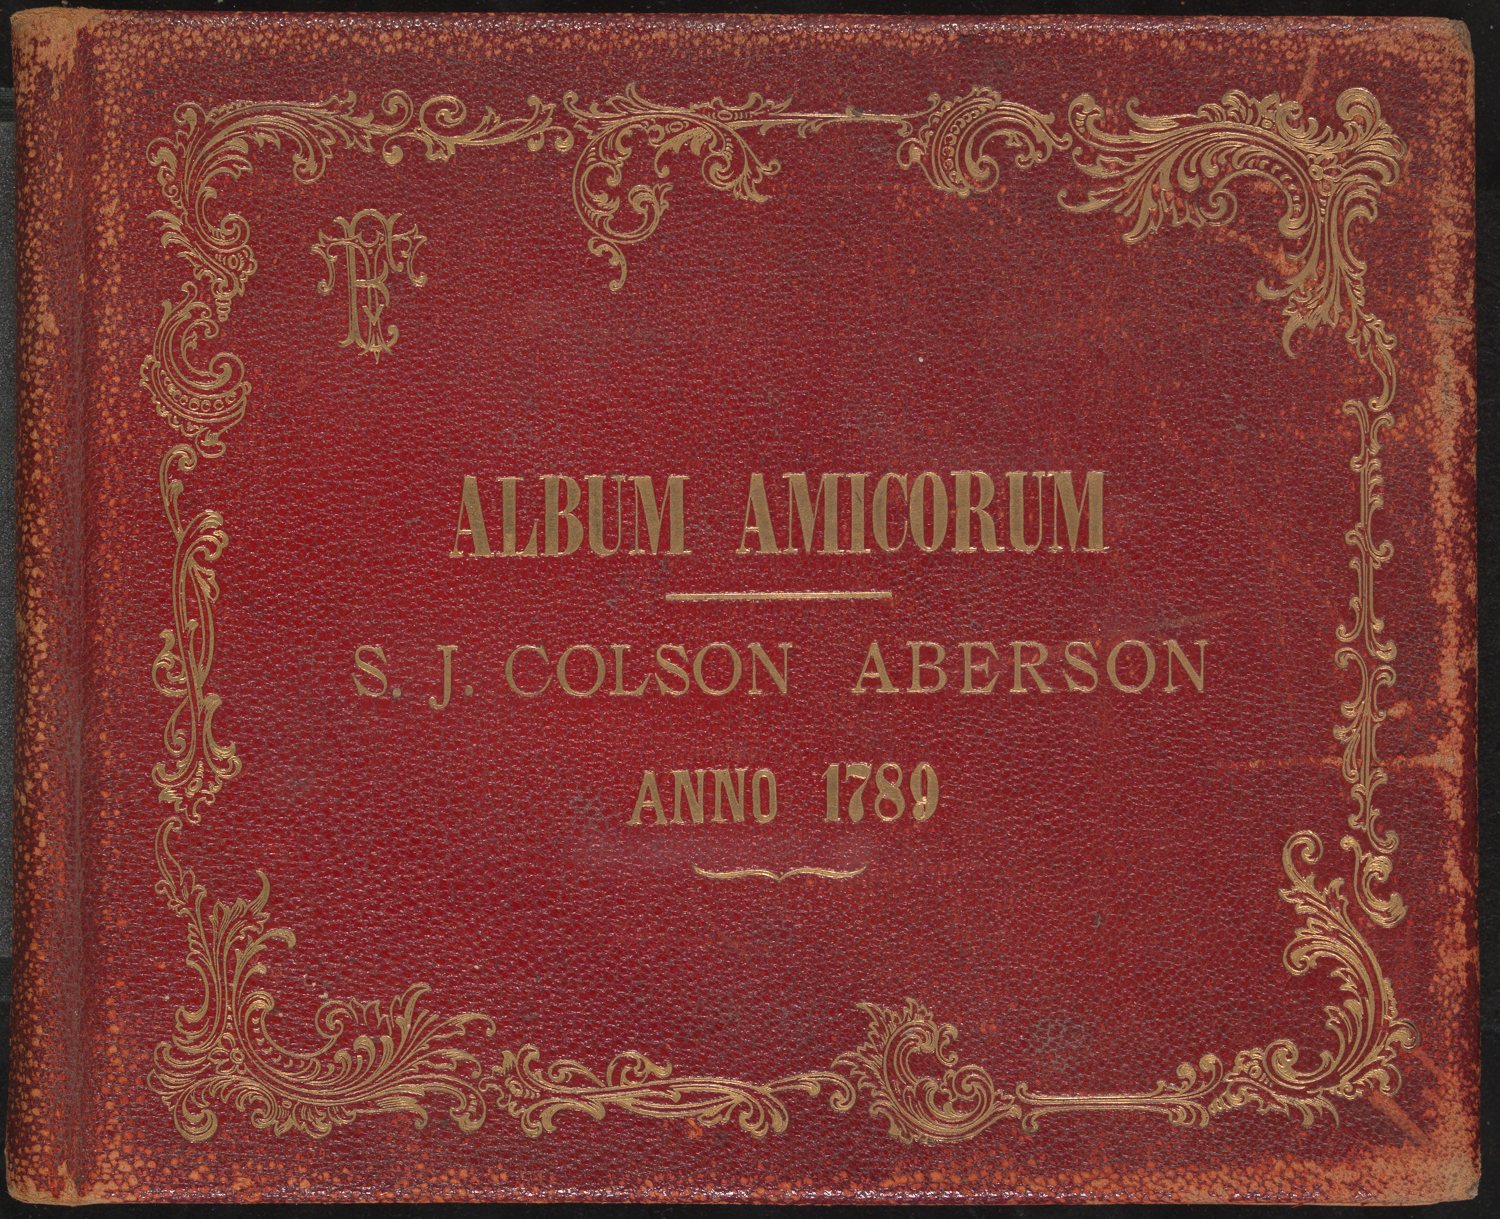 ALBUM AMICORUM
S. J. COLSON ABERSON
ANNO 1789